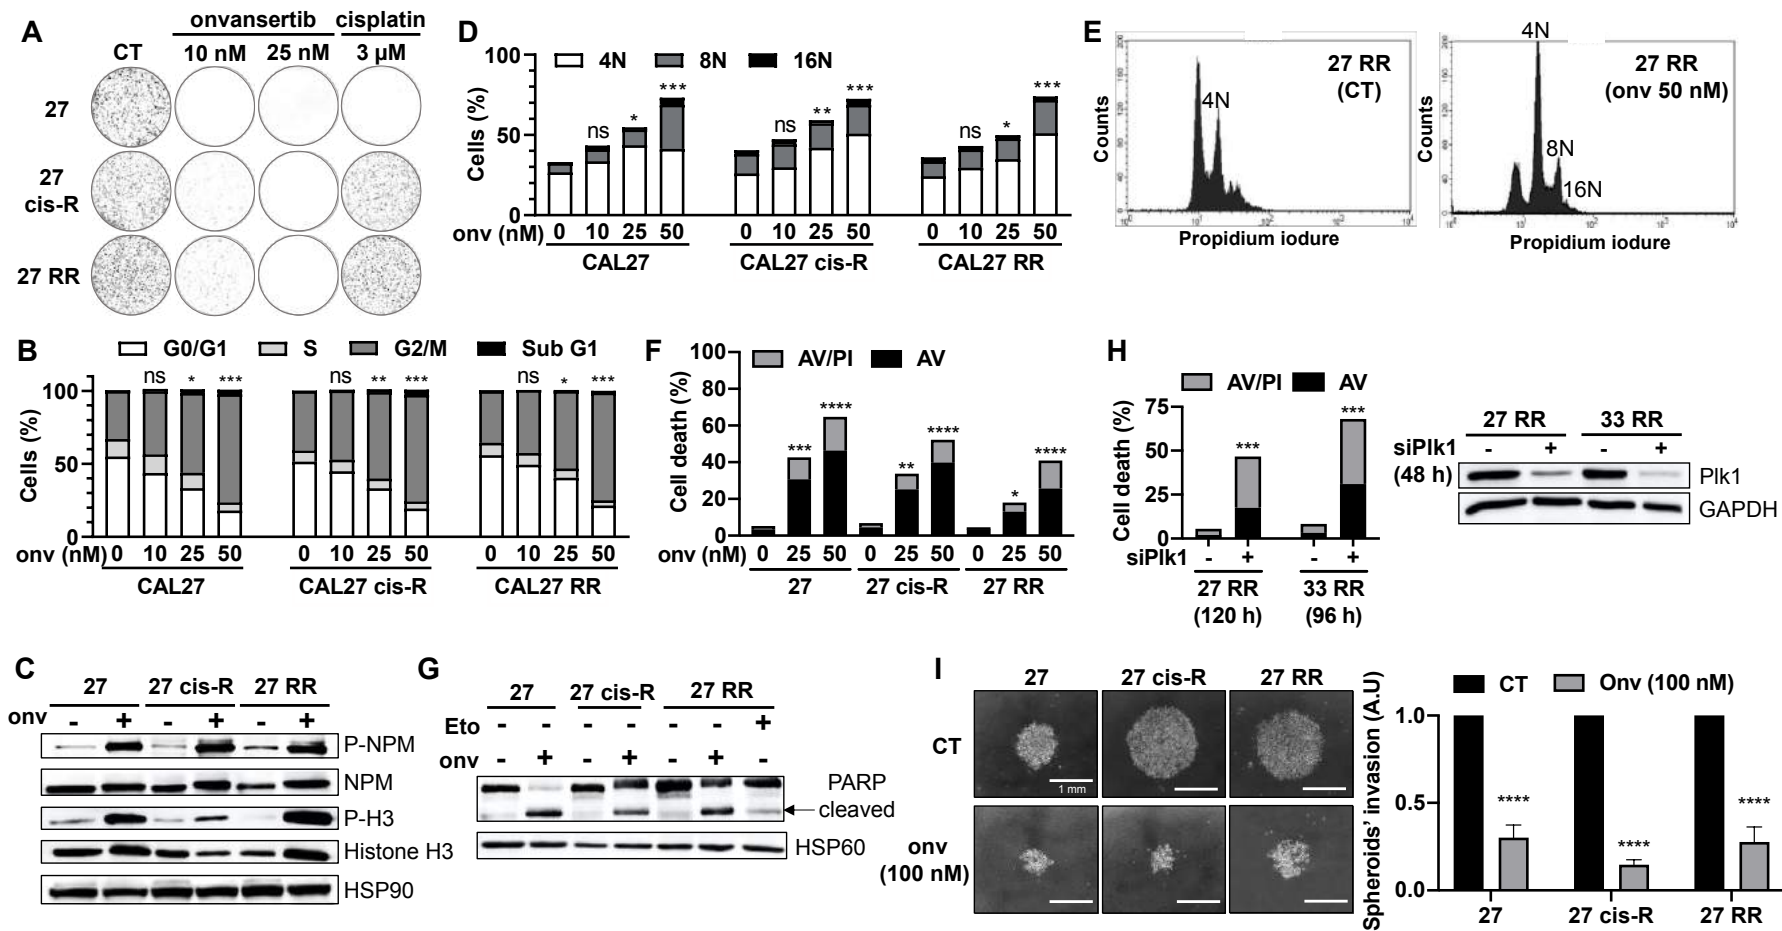 A
onvansertib cisplatin
CT 10 nM 25 nM 3 µM
27
27
cis-R
27 RR
B
G0/G1 S G2/M Sub G1
Cells (%)
100
50
0
ns * *** ns ** *** ns * ***
onv (nM) 0 10 25 50 0 10 25 50 0 10 25 50
CAL27 CAL27 cis-R CAL27 RR
C
27 27 cis-R 27 RR
onv - + - + - +
P-NPM
NPM
P-H3
Histone H3
HSP90
D
4N 8N 16N
Cells (%)
100
50
0
ns * *** ns ** *** ns * ***
onv (nM) 0 10 25 50 0 10 25 50 0 10 25 50
CAL27 CAL27 cis-R CAL27 RR
E
27 RR
(CT)
4N
Counts
Propidium iodure
27 RR
(onv 50 nM)
4N
8N
16N
Counts
Propidium iodure
F
AV/PI AV
Cell death (%)
100
80
60
40
20
0
*** **** ** **** * ****
onv (nM) 0 25 50 0 25 50 0 25 50
27 27 cis-R 27 RR
G
27 27 cis-R 27 RR
Eto - - - - - - +
onv - + - + - + -
PARP
cleaved
HSP60
H
AV/PI AV
Cell death (%)
75
50
25
0
*** ***
siPlk1 - + - +
27 RR 33 RR
(120 h) (96 h)
27 RR 33 RR
siPlk1 - + - +
(48 h)
Plk1
GAPDH
I
27 27 cis-R 27 RR
CT
1 mm
onv
(100 nM)
CT Onv (100 nM)
Spheroids' invasion (A.U)
1.0
0.5
0.0
**** **** ****
27 27 cis-R 27 RR